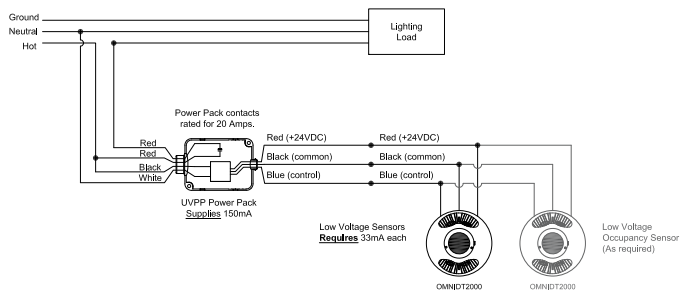 Ground
Neutral
Hot
Lighting
Load
Power Pack contacts
rated for 20 Amps.
Red
Red
Black
White
UVPP Power Pack
Supplies 150mA
Red (+24VDC)
Black (common)
Blue (control)
Red (+24VDC)
Black (common)
Blue (control)
Low Voltage Sensors
Requires 33mA each
OMNIDT2000
Low Voltage
Occupancy Sensor
(As required)
OMNIDT2000